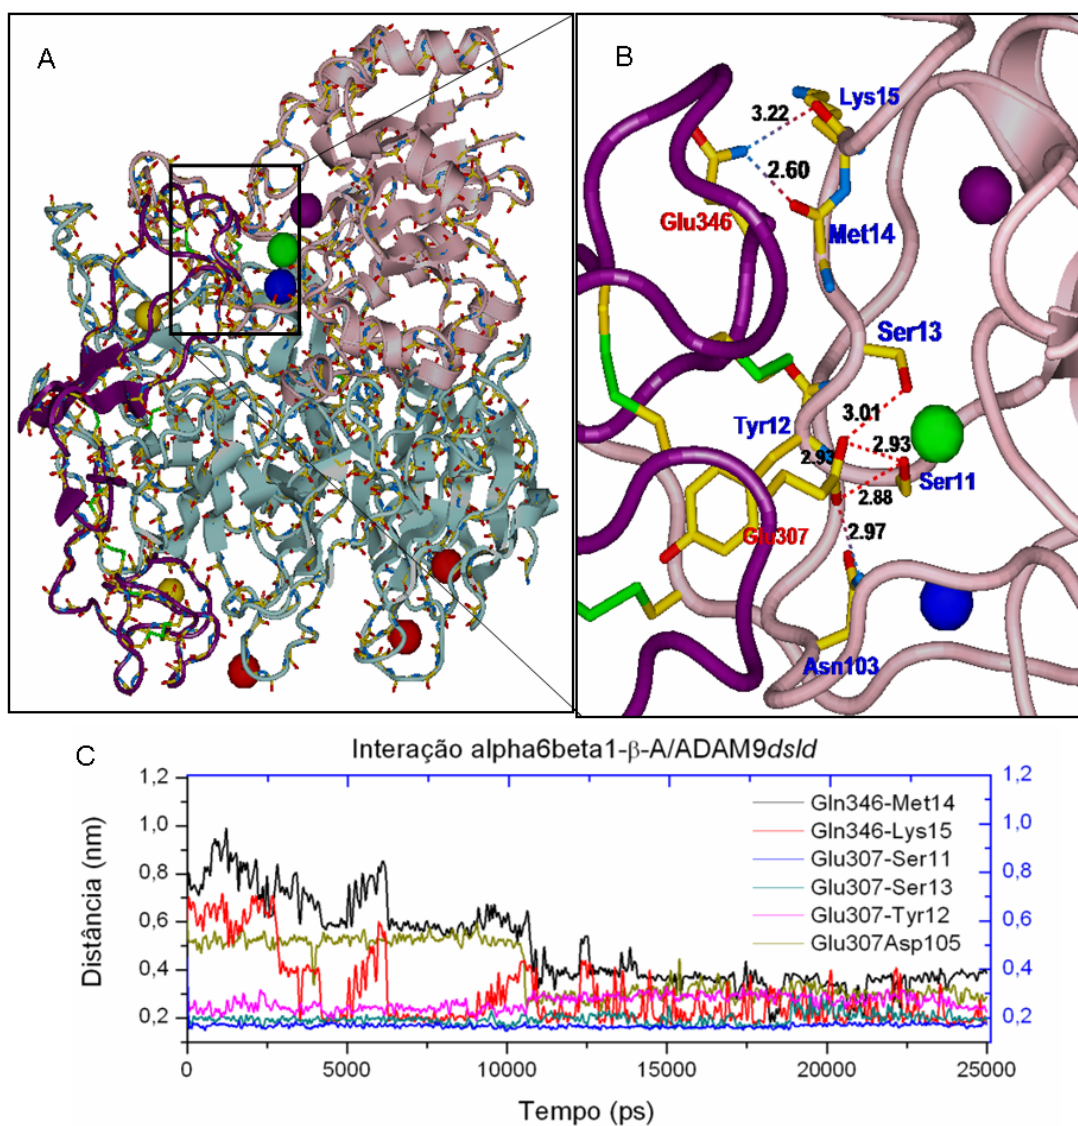 A
B
Lys15
3.22
2.60
Glu346
Met14
Ser13
3.01
Tyr12
2.93
2.93
Ser11
2.88
Glu307
2.97
Asn103
C
Interação alpha6beta1-β-A/ADAM9dsld
1,2
1,0
0,8
0,6
0,4
0,2
Distância (nm)
1,2
1,0
0,8
0,6
0,4
0,2
Gln346-Met14
Gln346-Lys15
Glu307-Ser11
Glu307-Ser13
Glu307-Tyr12
Glu307Asp105
0
5000
10000
15000
20000
25000
Tempo (ps)